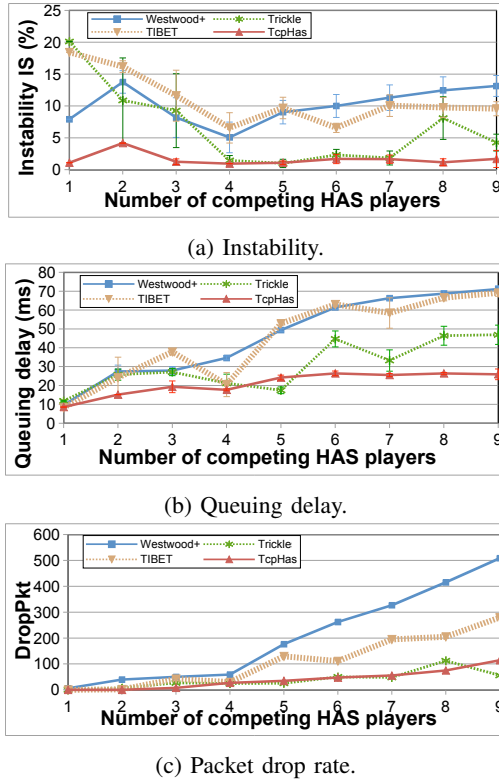 Instability IS (%)
25
20
15
10
5
0
Westwood+ Trickle
TIBET TcpHas
1 2 3 4 5 6 7 8 9
Number of competing HAS players
(a) Instability.
Queuing delay (ms)
80
70
60
50
40
30
20
10
0
Westwood+ Trickle
TIBET TcpHas
1 2 3 4 5 6 7 8 9
Number of competing HAS players
(b) Queuing delay.
DropPkt
600
500
400
300
200
100
0
Westwood+ Trickle
TIBET TcpHas
1 2 3 4 5 6 7 8 9
Number of competing HAS players
(c) Packet drop rate.